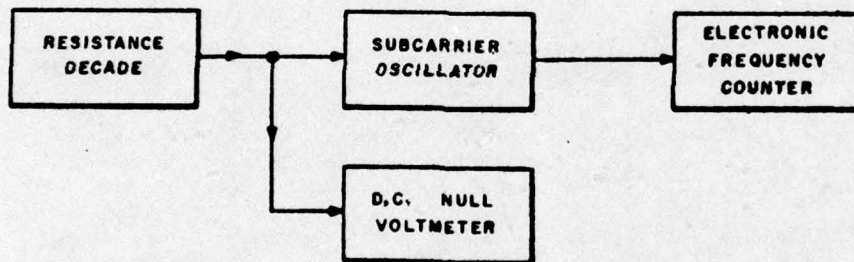 RESISTANCE
DECADE
SUBCARRIER
OSCILLATOR
ELECTRONIC
FREQUENCY
COUNTER
D.C. NULL
VOLTMETER